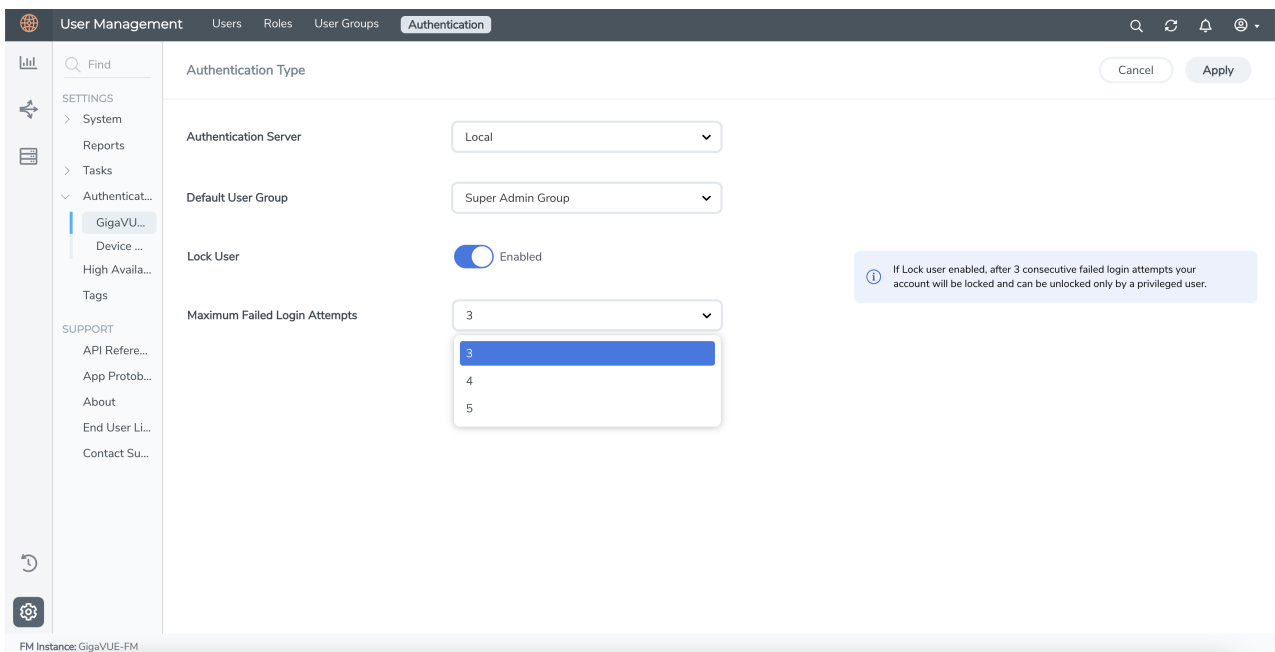 User Management
Users
Roles
User Groups
Authentication
Find
SETTINGS
System
Reports
Tasks
Authenticat...
GigaVU...
Device ...
High Availa...
Tags
SUPPORT
API Refere...
App Protob...
About
End User Li...
Contact Su...
Authentication Type
Cancel
Apply
Authentication Server
Local
Default User Group
Super Admin Group
Lock User
Enabled
If Lock user enabled, after 3 consecutive failed login attempts your
account will be locked and can be unlocked only by a privileged user.
Maximum Failed Login Attempts
3
3
4
5
FM Instance: GigaVUE-FM